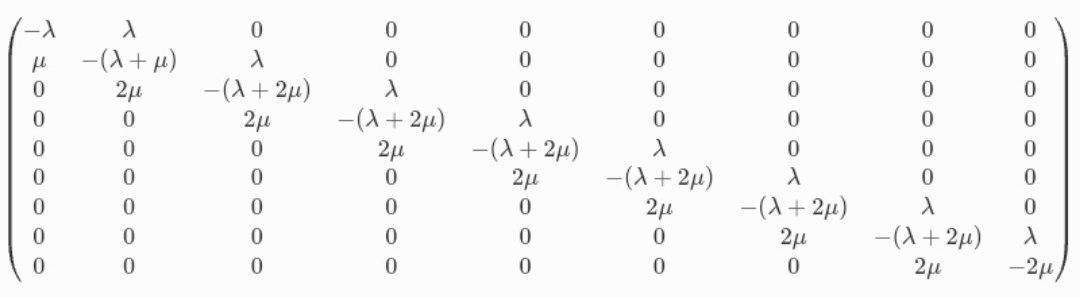 −λ λ 0 0 0 0 0 0 0
μ −(λ + μ) λ 0 0 0 0 0 0
0 2μ −(λ + 2μ) λ 0 0 0 0 0
0 0 2μ −(λ + 2μ) λ 0 0 0 0
0 0 0 2μ −(λ + 2μ) λ 0 0 0
0 0 0 0 2μ −(λ + 2μ) λ 0 0
0 0 0 0 0 2μ −(λ + 2μ) λ 0
0 0 0 0 0 0 2μ −(λ + 2μ) λ
0 0 0 0 0 0 0 2μ −2μ